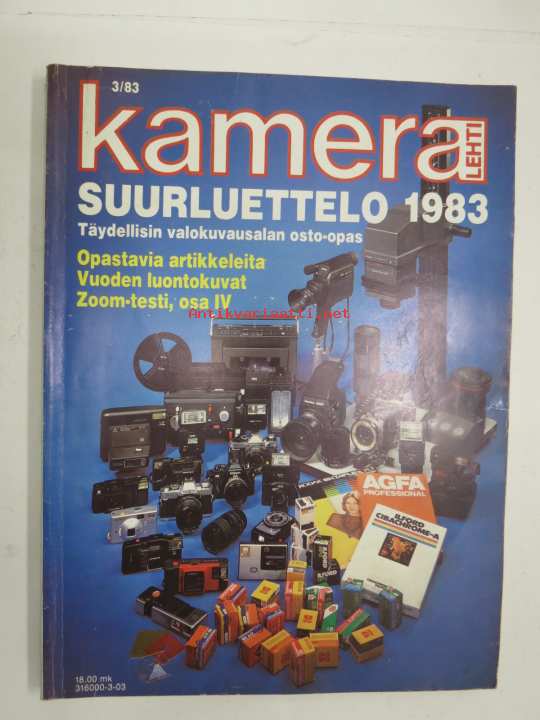 3/83
kamera
LEHTI
SUURLUETTELO 1983
Täydellisin valokuvausalan osto-opas
Opastavia artikkeleita
Vuoden luontokuvat
Zoom-testi, osa IV
Antikvariaatti.net
AGFA
PROFESSIONAL
ILFORD
CIBACHROME-A
ILFORD
18.00 mk
316000-3-03